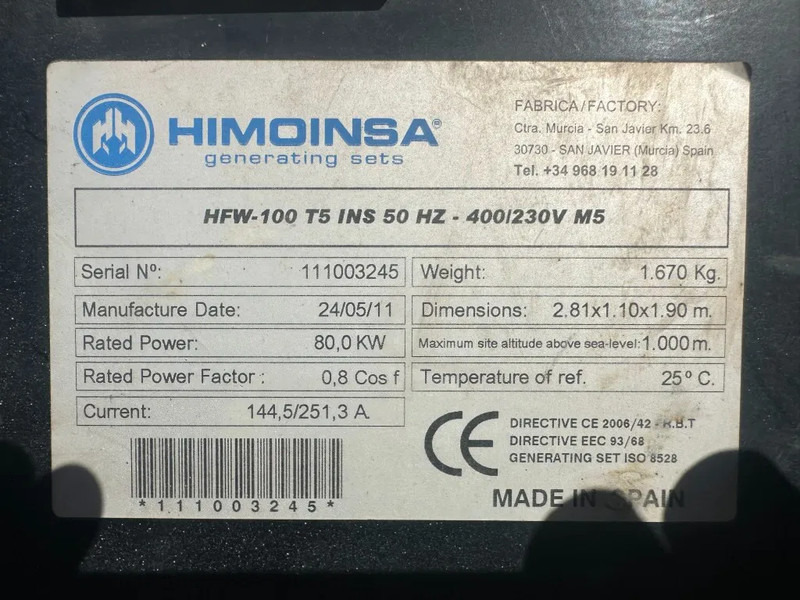 HIMOINSA®
generating sets
FABRICA/FACTORY:
Ctra. Murcia - San Javier Km. 23.6
30730 - SAN JAVIER (Murcia) Spain
Tel. +34 968 19 11 28
HFW-100 T5 INS 50 HZ - 400/230V M5
Serial Nº: 111003245
Weight: 1.670 Kg.
Manufacture Date: 24/05/11
Dimensions: 2.81x1.10x1.90 m.
Rated Power: 80,0 KW
Maximum site altitude above sea-level: 1.000 m.
Rated Power Factor : 0,8 Cos f
Temperature of ref. 25º C.
Current: 144,5/251,3 A
CE
DIRECTIVE CE 2006/42 - R.B.T
DIRECTIVE EEC 93/68
GENERATING SET ISO 8528
*111003245*
MADE IN SPAIN